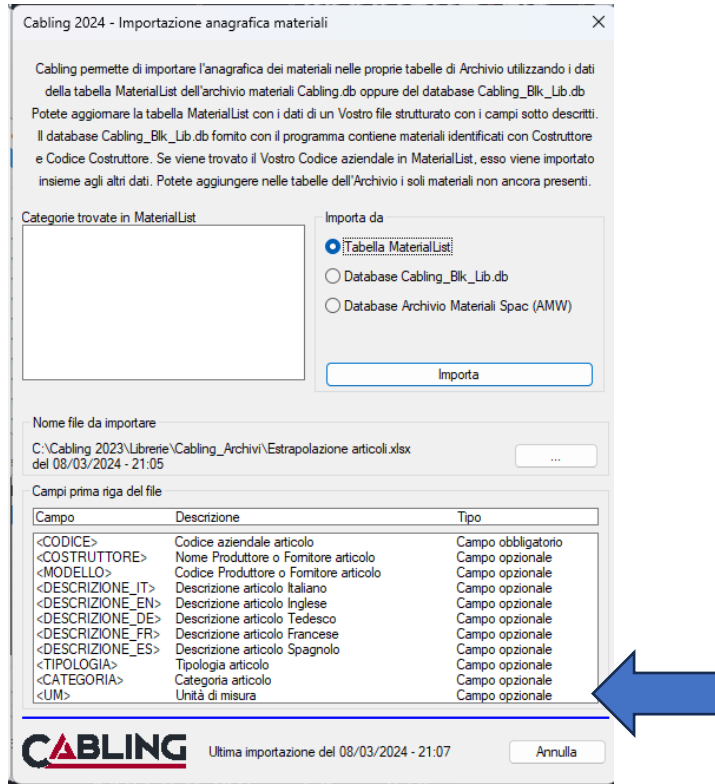 Cabling 2024 - Importazione anagrafica materiali
Cabling permette di importare l'anagrafica dei materiali nelle proprie tabelle di Archivio utilizzando i dati
della tabella MaterialList dell'archivio materiali Cabling.db oppure del database Cabling_Blk_Lib.db
Potete aggiornare la tabella MaterialList con i dati di un Vostro file strutturato con i campi sotto descritti.
Il database Cabling_Blk_Lib.db fornito con il programma contiene materiali identificati con Costruttore
e Codice Costruttore. Se viene trovato il Vostro Codice aziendale in MaterialList, esso viene importato
insieme agli altri dati. Potete aggiungere nelle tabelle dell'Archivio i soli materiali non ancora presenti.
Categorie trovate in MaterialList
Importa da
Tabella MaterialList
Database Cabling_Blk_Lib.db
Database Archivio Materiali Spac (AMW)
Importa
Nome file da importare
C:\Cabling 2023\Librerie\Cabling_Archivi\Estrapolazione articoli.xlsx
del 08/03/2024 - 21:05
...
Campi prima riga del file
Campo Descrizione Tipo
<CODICE> Codice aziendale articolo Campo obbligatorio
<COSTRUTTORE> Nome Produttore o Fornitore articolo Campo opzionale
<MODELLO> Codice Produttore o Fornitore articolo Campo opzionale
<DESCRIZIONE_IT> Descrizione articolo Italiano Campo opzionale
<DESCRIZIONE_EN> Descrizione articolo Inglese Campo opzionale
<DESCRIZIONE_DE> Descrizione articolo Tedesco Campo opzionale
<DESCRIZIONE_FR> Descrizione articolo Francese Campo opzionale
<DESCRIZIONE_ES> Descrizione articolo Spagnolo Campo opzionale
<TIPOLOGIA> Tipologia articolo Campo opzionale
<CATEGORIA> Categoria articolo Campo opzionale
<UM> Unità di misura Campo opzionale
CABLING
Ultima importazione del 08/03/2024 - 21:07
Annulla